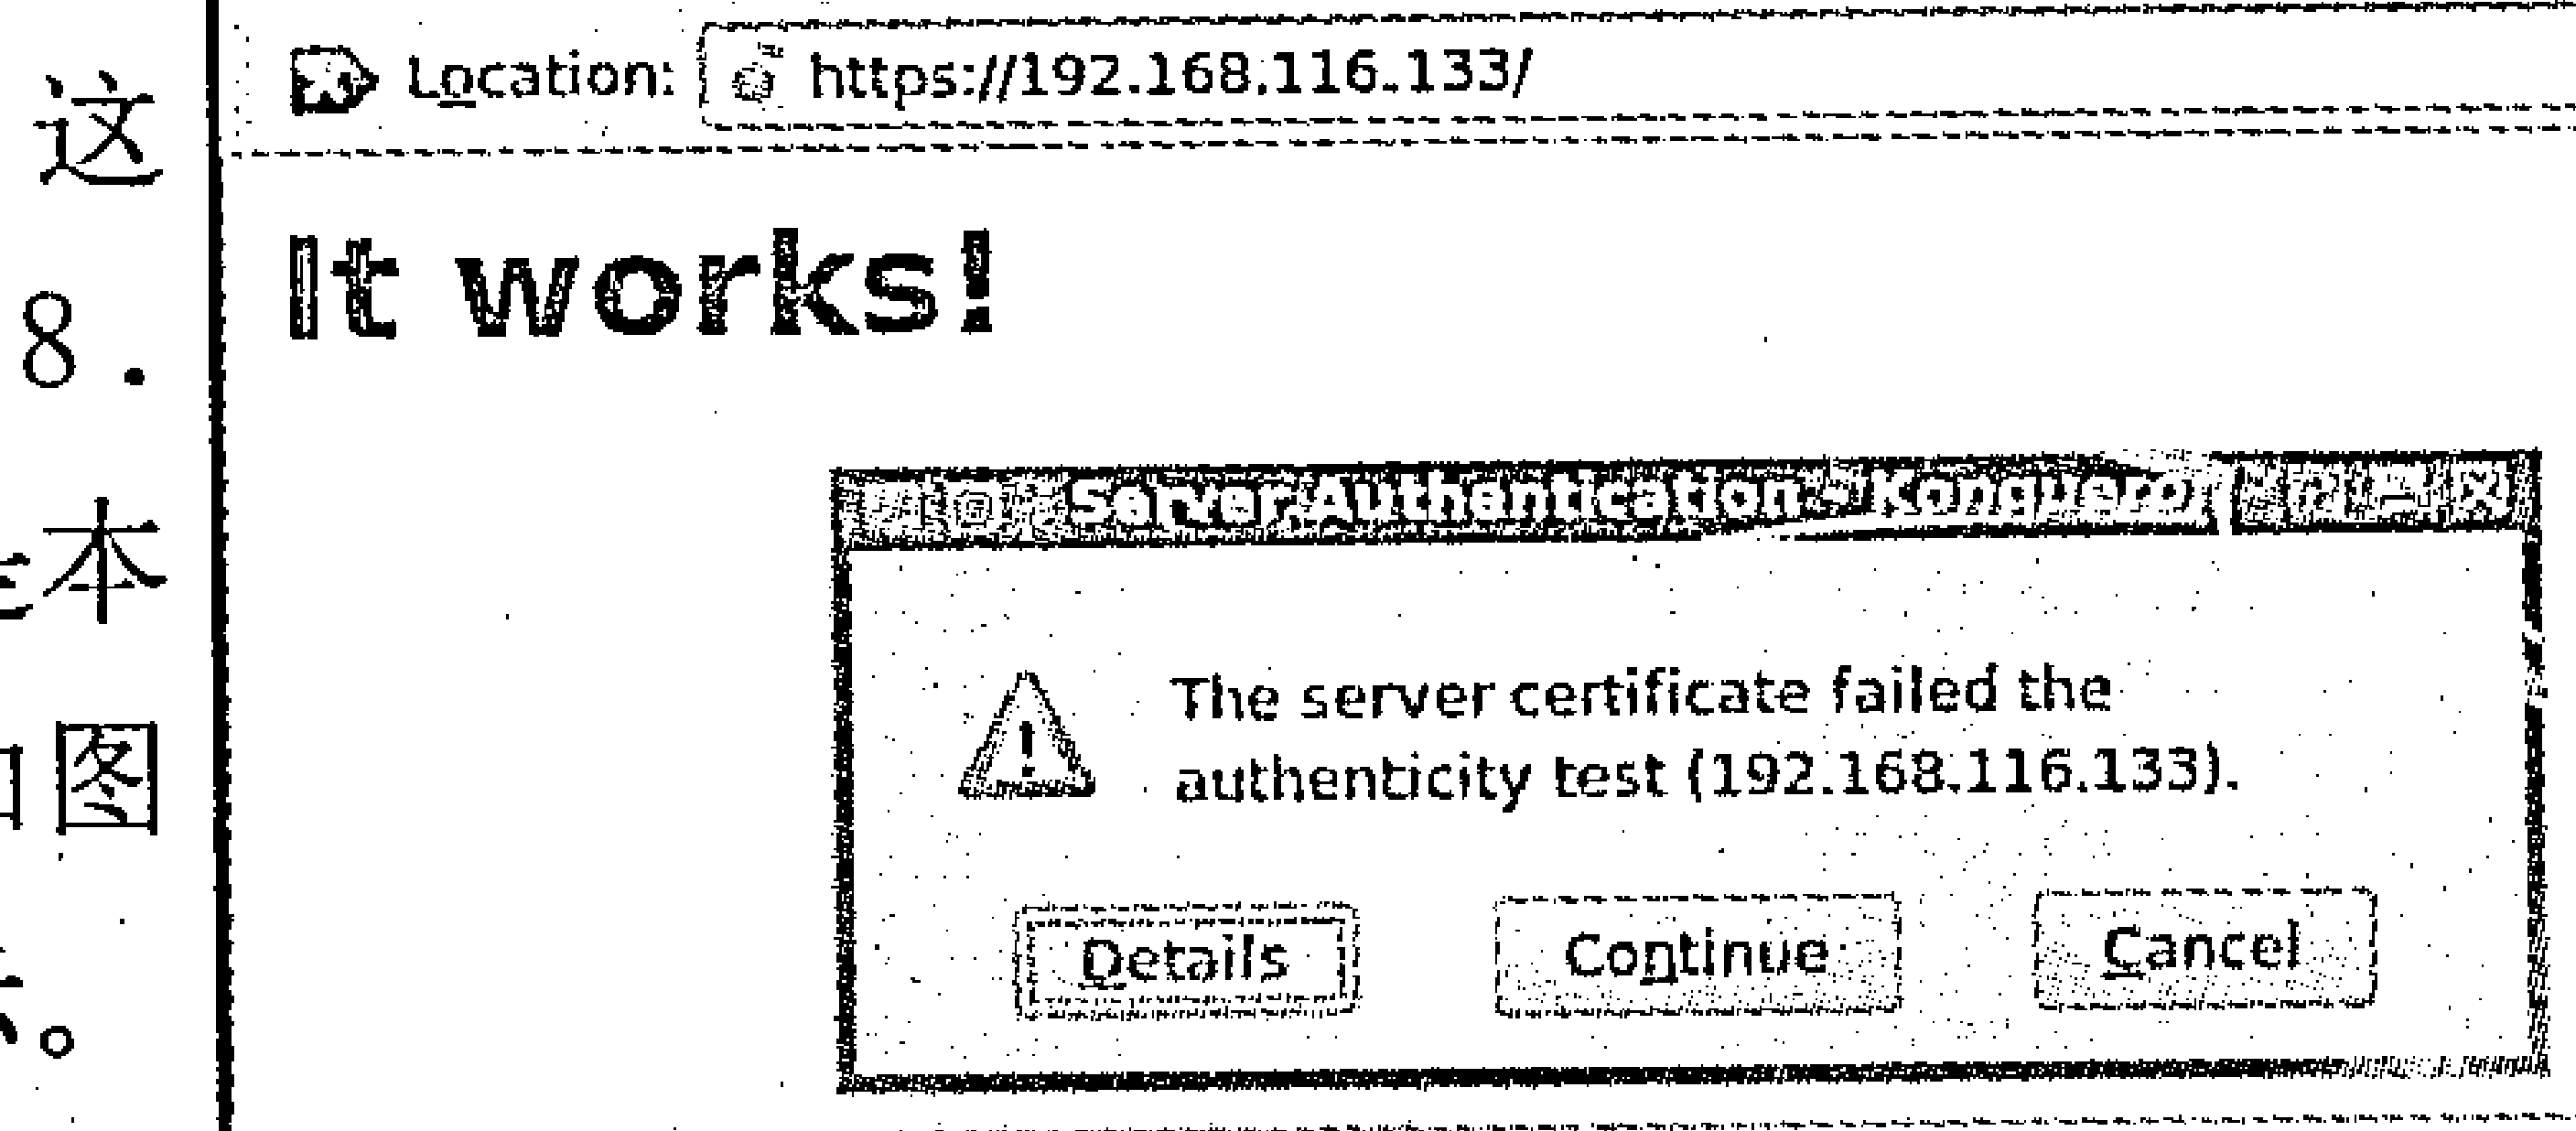 这
8.
本
图
。
Location: https://192.168.116.133/
It works!
Server Authentication - Konqueror
The server certificate failed the
authenticity test (192.168.116.133).
Details Continue Cancel